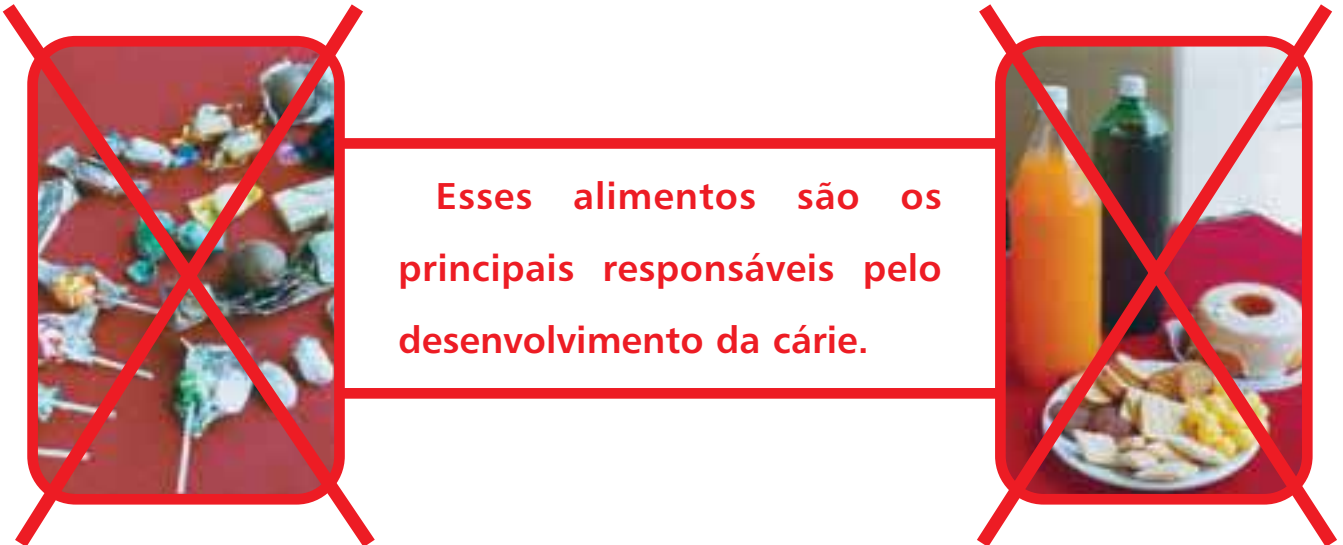 Esses alimentos são os
principais responsáveis pelo
desenvolvimento da cárie.